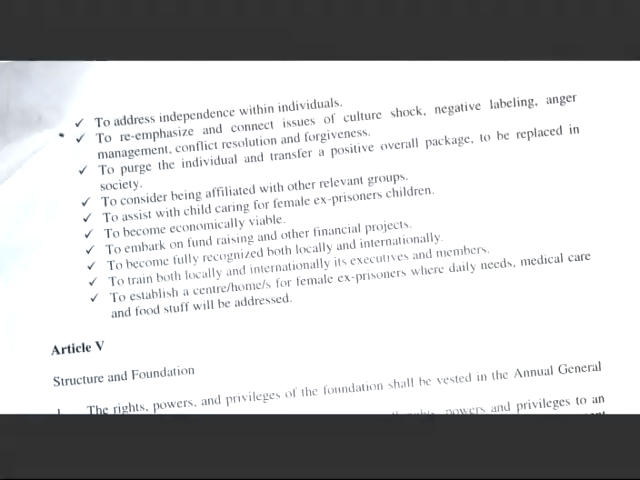 ✓ To address independence within individuals.
✓ To re-emphasize and connect issues of culture shock, negative labeling, anger
management, conflict resolution and forgiveness.
✓ To purge the individual and transfer a positive overall package, to be replaced in
society.
✓ To consider being affiliated with other relevant groups.
✓ To assist with child caring for female ex-prisoners children.
✓ To become economically viable.
✓ To embark on fund raising and other financial projects.
✓ To become fully recognized both locally and internationally.
✓ To train both locally and internationally its executives and members.
✓ To establish a centre/home/s for female ex-prisoners where daily needs, medical care
and food stuff will be addressed.
Article V
Structure and Foundation
The rights, powers, and privileges of the foundation shall be vested in the Annual General
powers and privileges to an